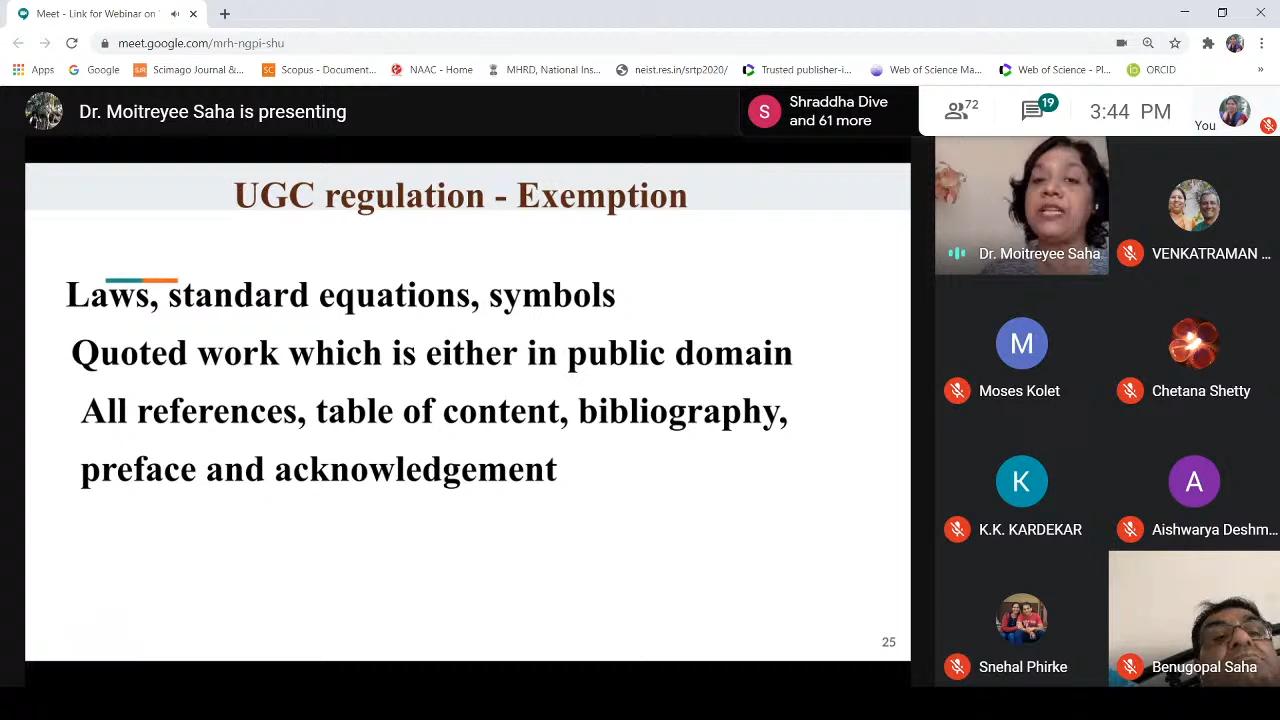 Meet - Link for Webinar on
meet.google.com/mrh-ngpi-shu
Apps
Google
Scimago Journal &...
Scopus - Document...
NAAC - Home
MHRD, National Ins...
neist.res.in/srtp2020/
Trusted publisher-i...
Web of Science Ma...
Web of Science - Pl...
ORCID
»
Dr. Moitreyee Saha is presenting
S
Shraddha Dive
and 61 more
72
19
3:44 PM
You
UGC regulation - Exemption
Laws, standard equations, symbols
Quoted work which is either in public domain
All references, table of content, bibliography,
preface and acknowledgement
25
Dr. Moitreyee Saha
VENKATRAMAN ...
M
Moses Kolet
Chetana Shetty
K
K.K. KARDEKAR
A
Aishwarya Deshm...
Snehal Phirke
Benugopal Saha